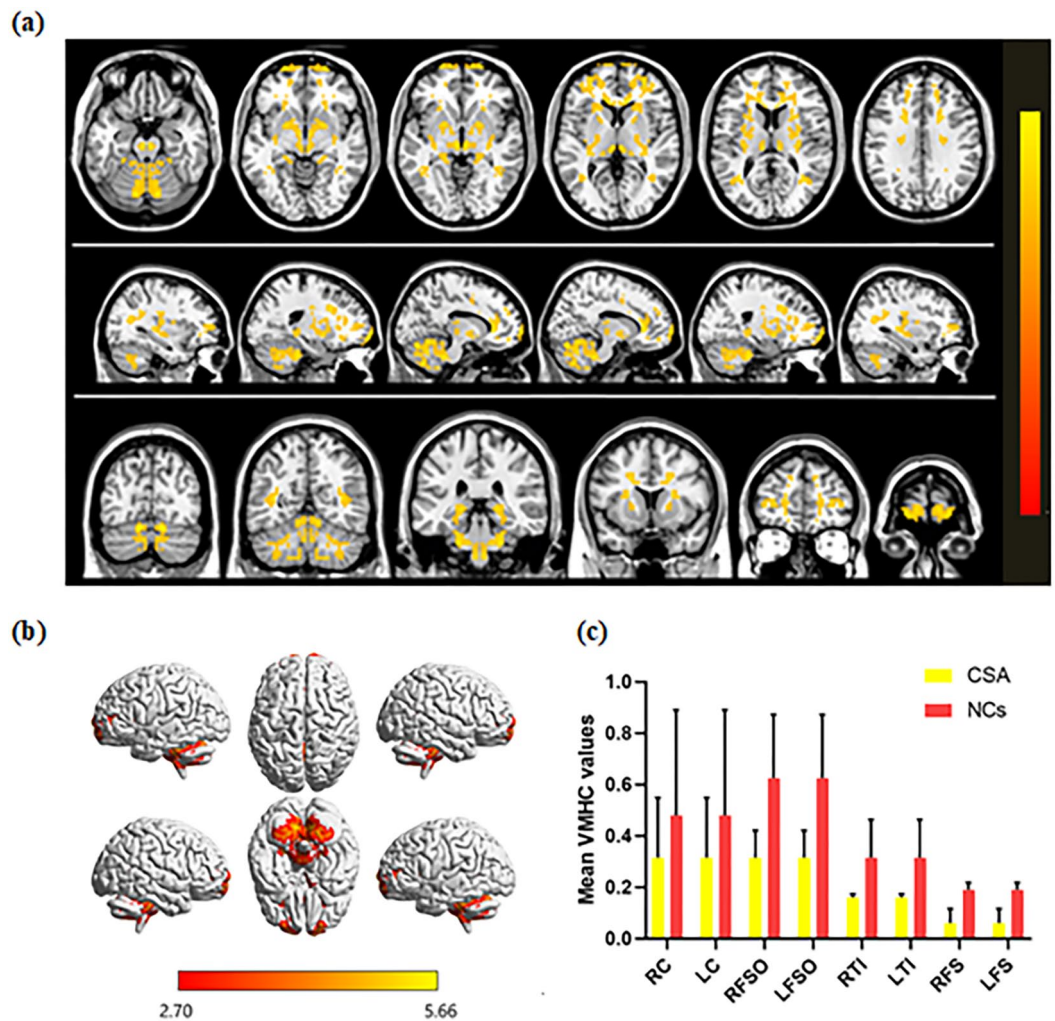 (a)
(b)
2.70
5.66
(c)
CSA
NCs
Mean VMHC values
1.0
0.8
0.6
0.4
0.2
0.0
RC
LC
RFSO
LFSO
RTI
LTI
RFS
LFS